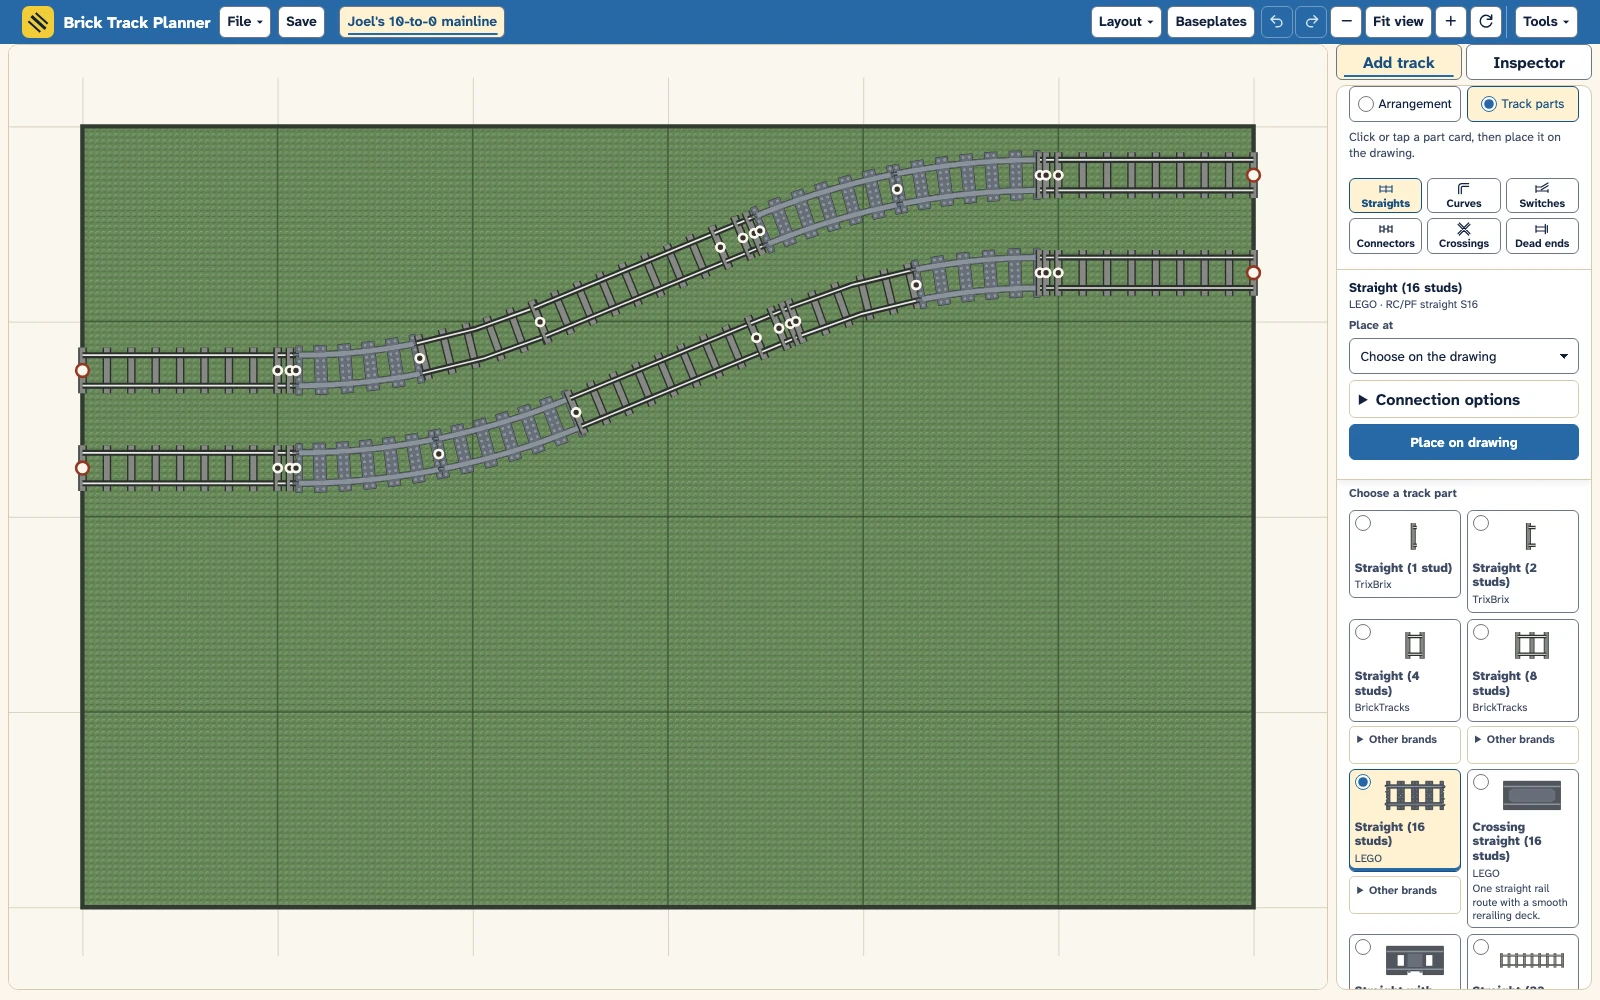 Brick Track Planner
File
Save
Joel's 10-to-0 mainline
Layout
Baseplates
Fit view
Tools
Add track
Inspector
Arrangement
Track parts
Click or tap a part card, then place it on
the drawing.
Straights
Curves
Switches
Connectors
Crossings
Dead ends
Straight (16 studs)
LEGO · RC/PF straight S16
Place at
Choose on the drawing
Connection options
Place on drawing
Choose a track part
Straight (1 stud)
TrixBrix
Straight (2
studs)
TrixBrix
Straight (4
studs)
BrickTracks
Straight (8
studs)
BrickTracks
Other brands
Other brands
Straight (16
studs)
LEGO
Other brands
Crossing
straight (16
studs)
LEGO
One straight rail
route with a smooth
rerailing deck.